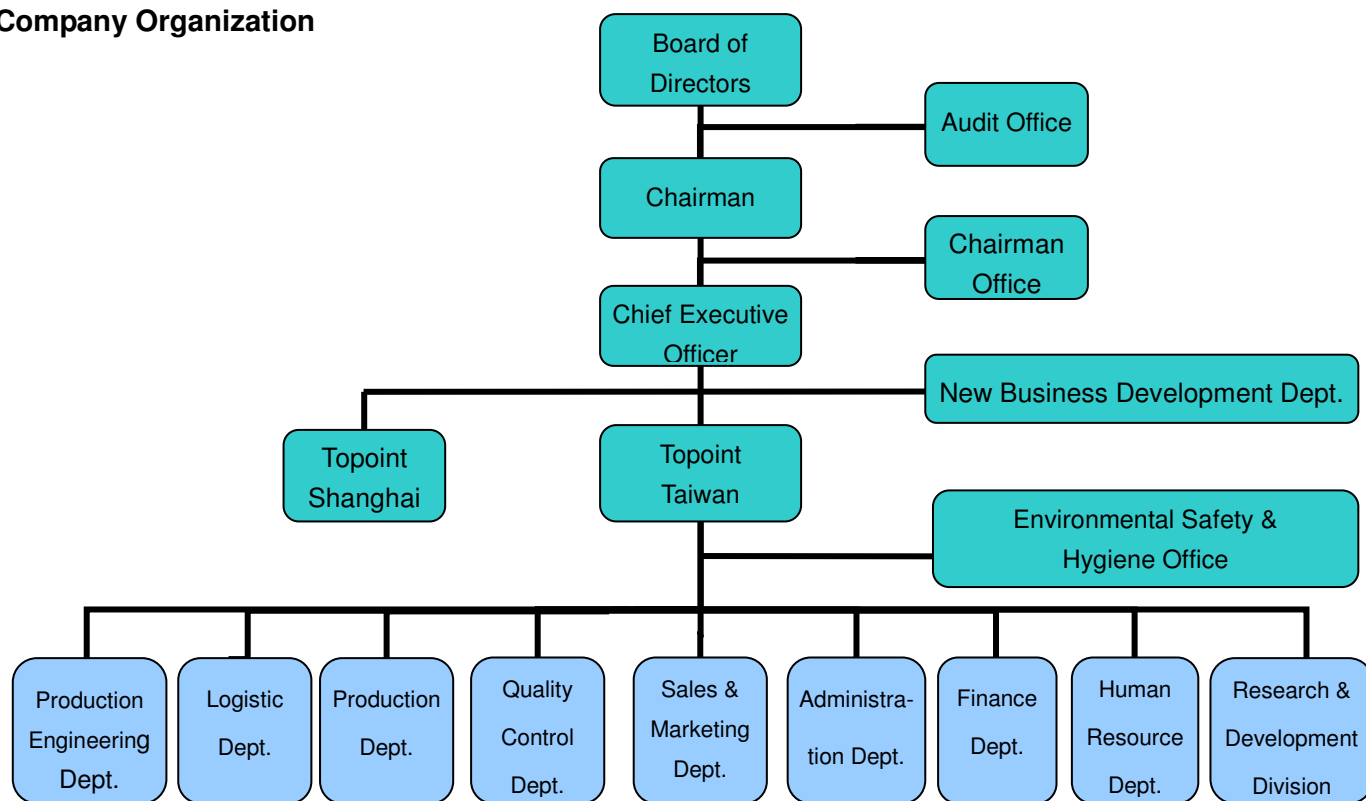 Company Organization
Board of
Directors
Audit Office
Chairman
Chairman
Office
Chief Executive
Officer
New Business Development Dept.
Topoint
Shanghai
Topoint
Taiwan
Environmental Safety &
Hygiene Office
Production
Engineering
Dept.
Logistic
Dept.
Production
Dept.
Quality
Control
Dept.
Sales &
Marketing
Dept.
Administra-
tion Dept.
Finance
Dept.
Human
Resource
Dept.
Research &
Development
Division